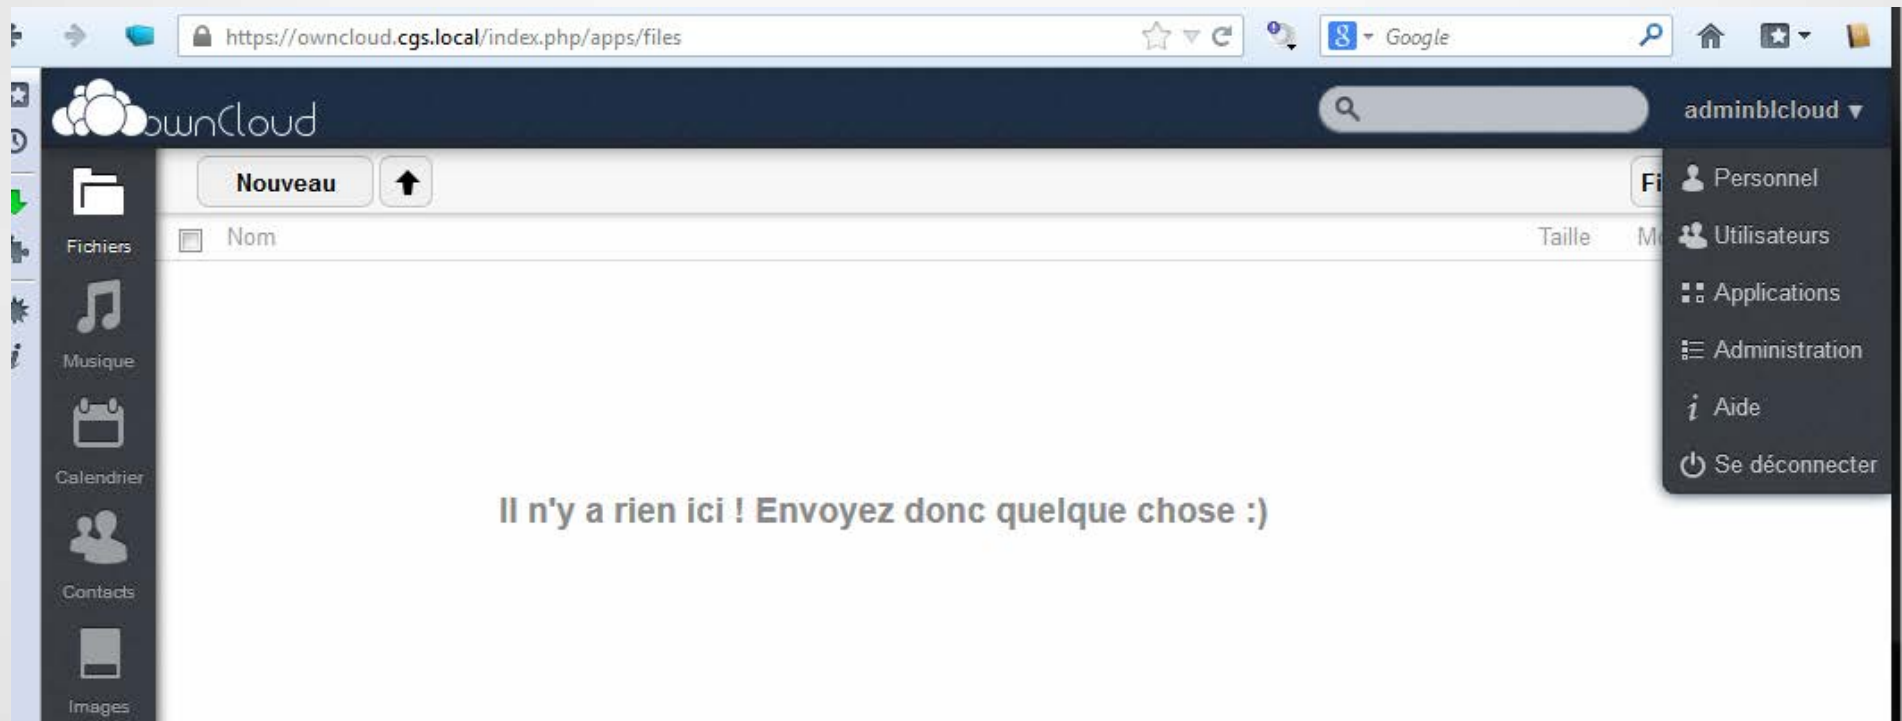 https://owncloud.cgs.local/index.php/apps/files
8 Google
ownCloud
adminblcloud
Nouveau
Fi
Personnel
Fichiers
Nom
Taille
Utilisateurs
Applications
Musique
Administration
Aide
Calendrier
Se déconnecter
Il n'y a rien ici ! Envoyez donc quelque chose :)
Contacts
Images